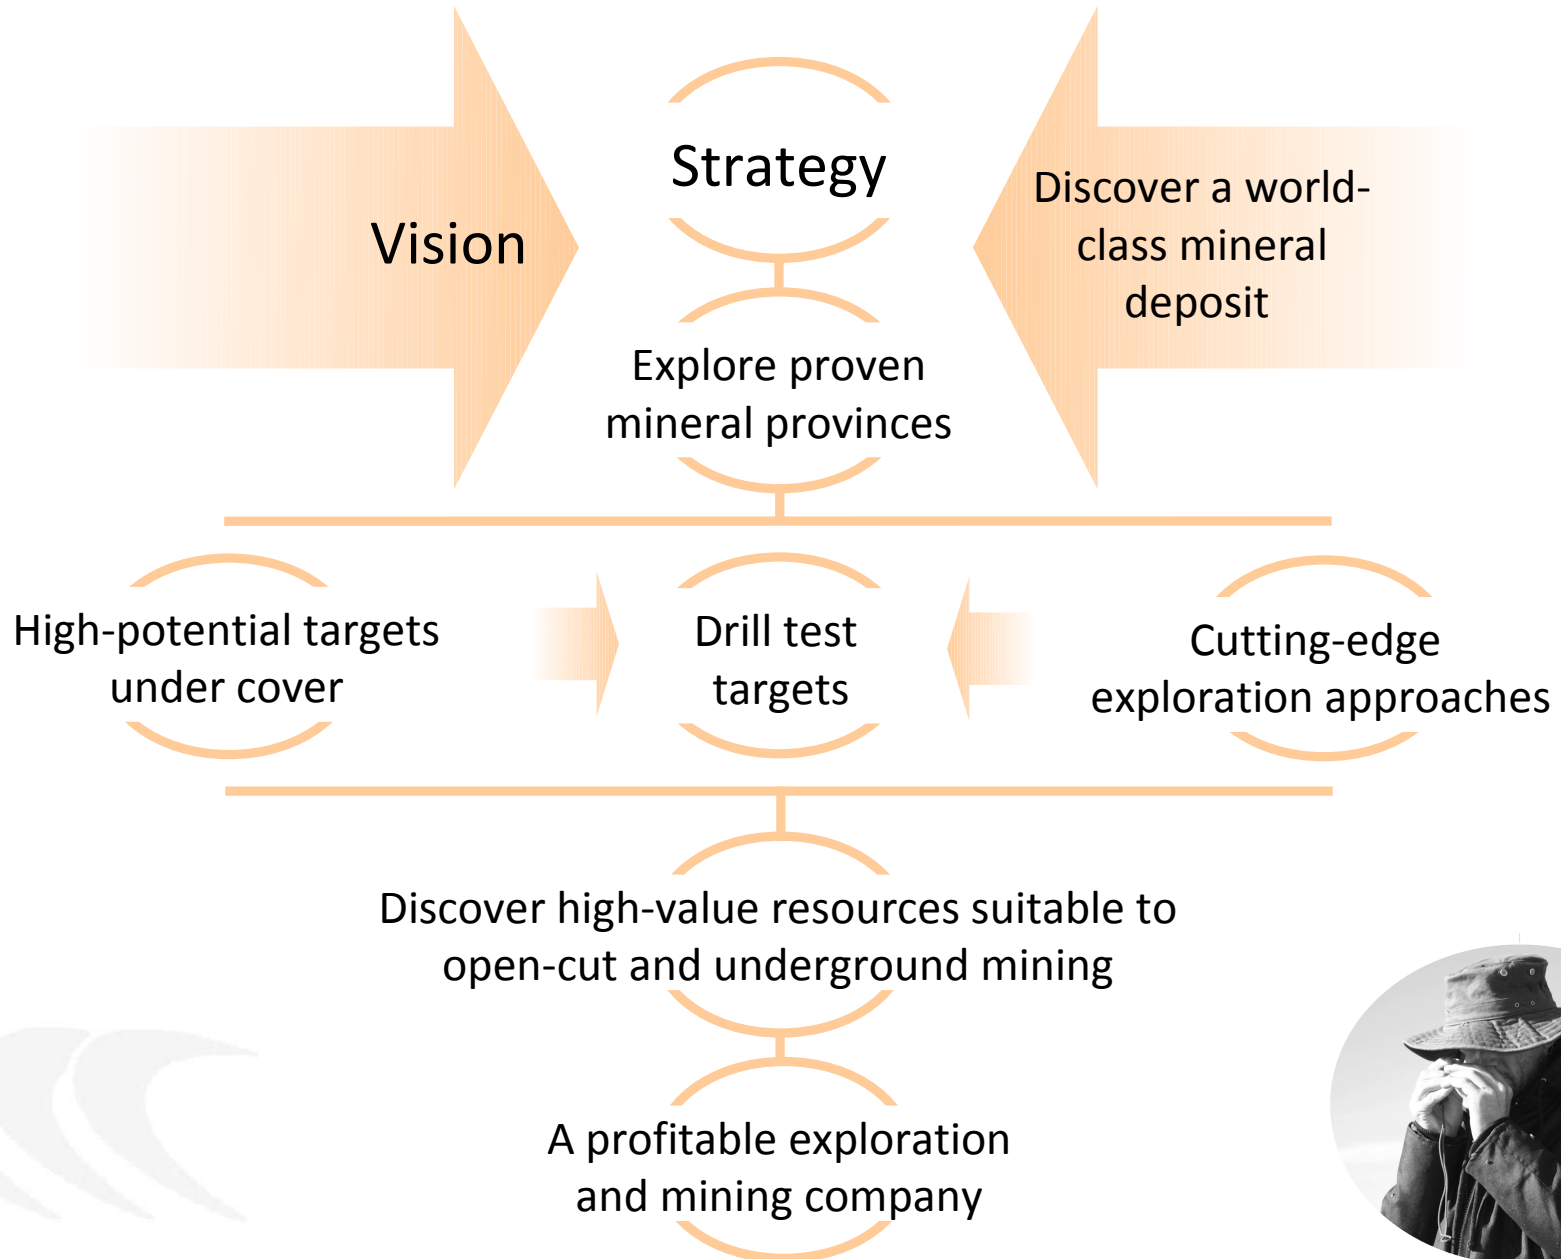 Strategy
Vision
Discover a world-
class mineral
deposit
Explore proven
mineral provinces
High-potential targets
under cover
Drill test
targets
Cutting-edge
exploration approaches
Discover high-value resources suitable to
open-cut and underground mining
A profitable exploration
and mining company